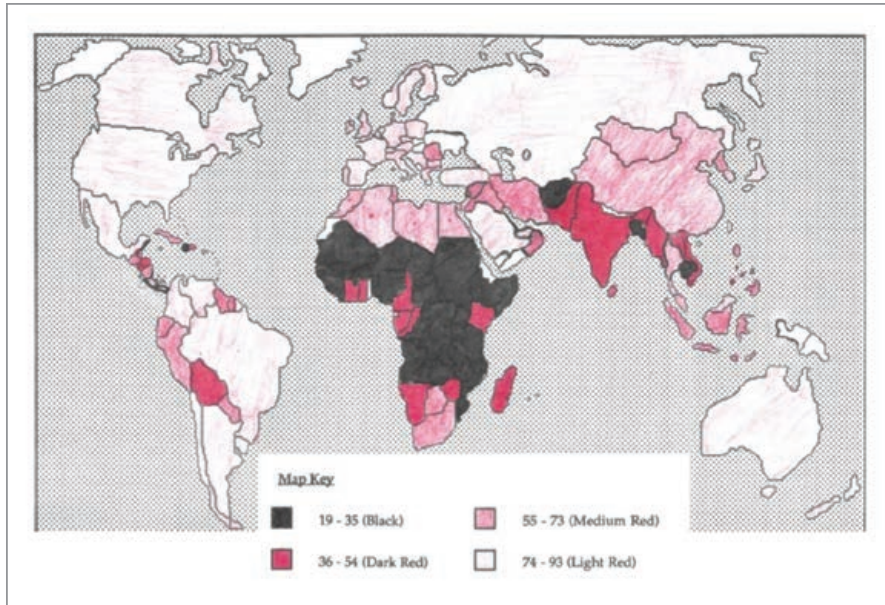 Map Key
19 - 35 (Black)
55 - 73 (Medium Red)
36 - 54 (Dark Red)
74 - 93 (Light Red)